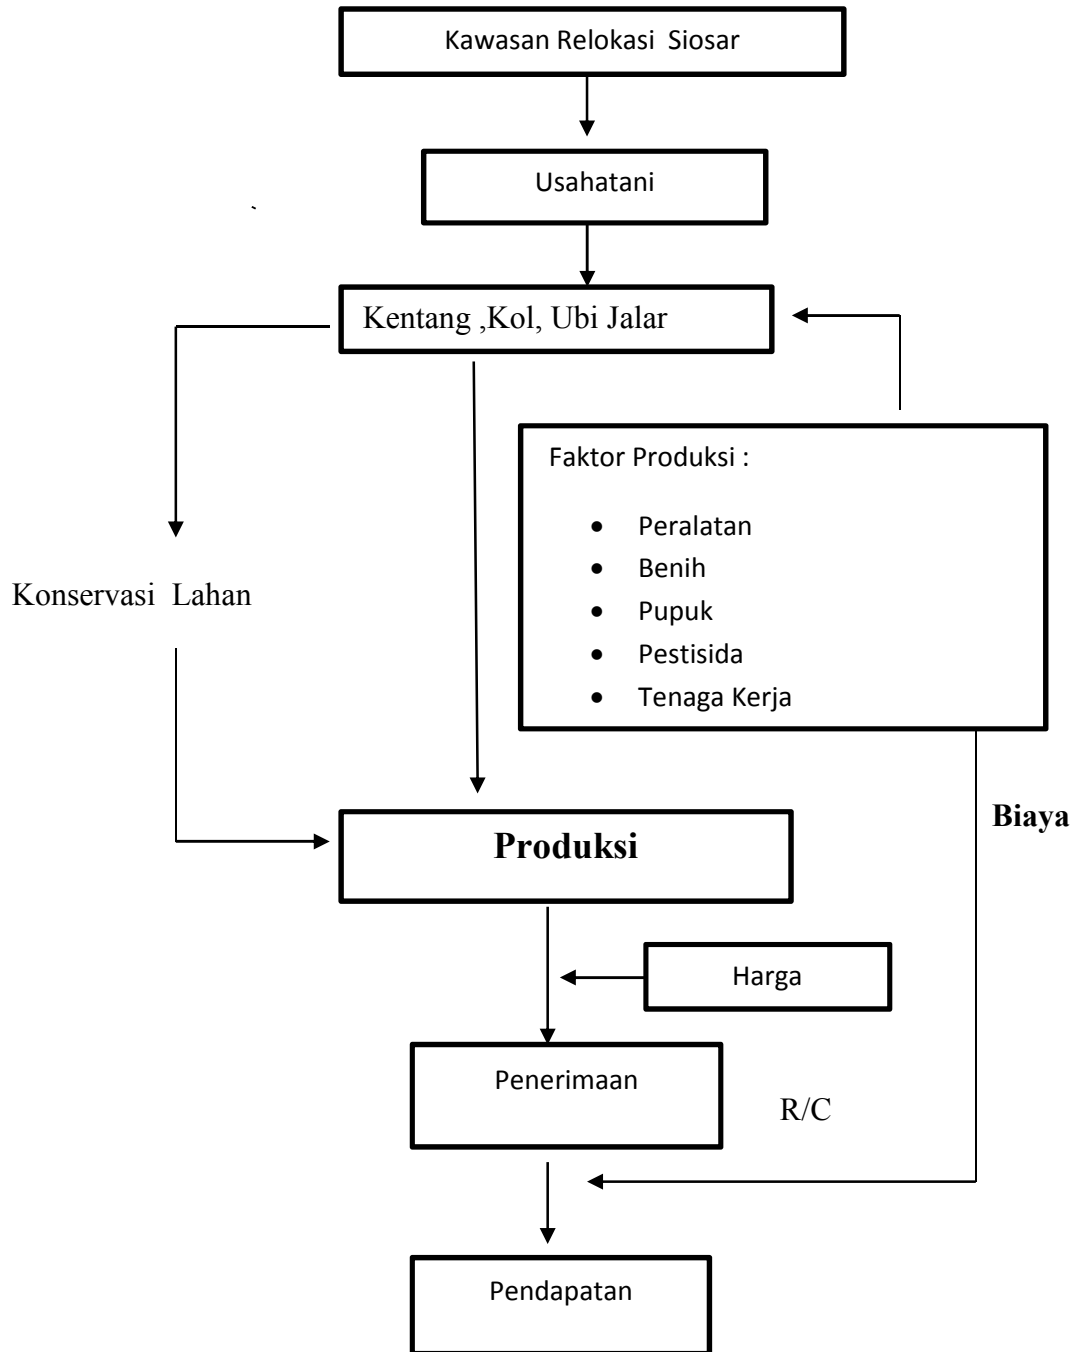 Kawasan Relokasi  Siosar
Usahatani
Kentang ,Kol, Ubi Jalar
Faktor Produksi :
• Peralatan
• Benih
• Pupuk
• Pestisida
• Tenaga Kerja
Konservasi  Lahan
Biaya
Produksi
Harga
Penerimaan
R/C
Pendapatan